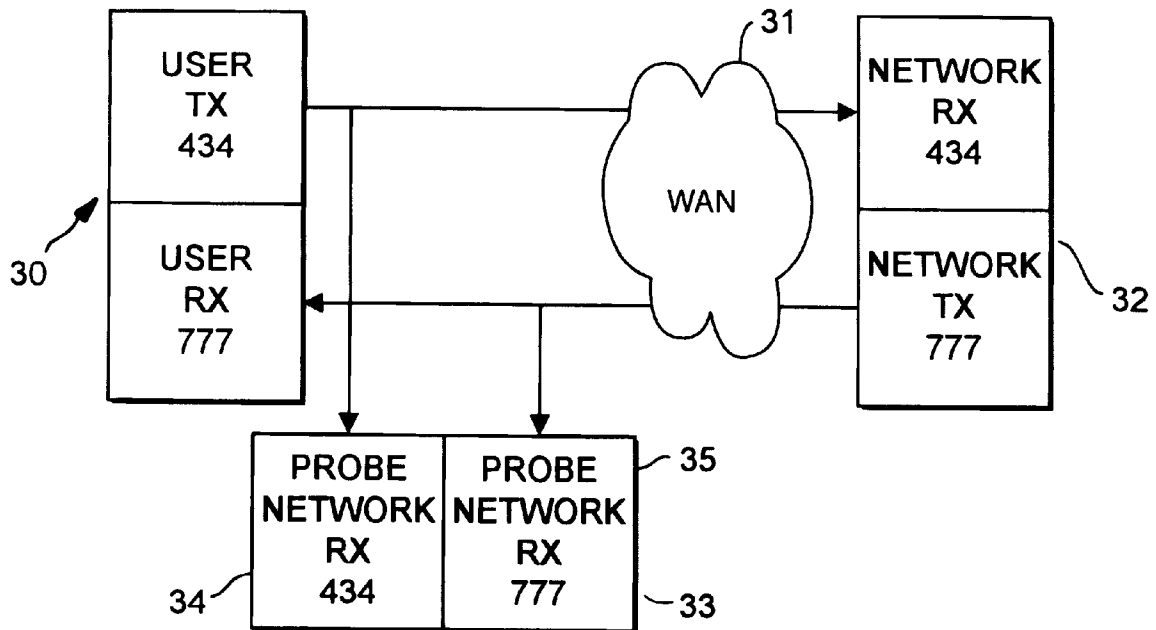 USER
TX
434
USER
RX
777
30
31
WAN
NETWORK
RX
434
NETWORK
TX
777
32
PROBE
NETWORK
RX
434
34
PROBE
NETWORK
RX
777
35
33